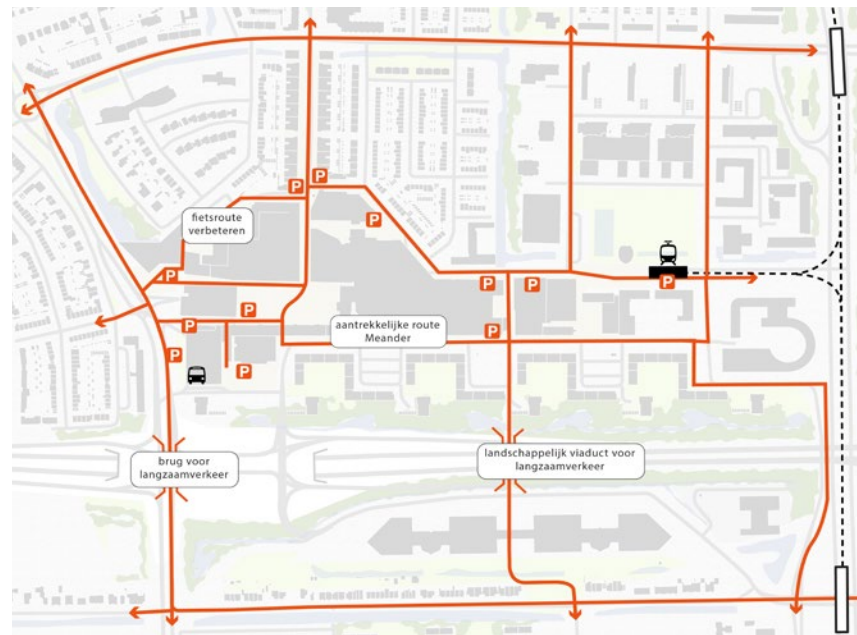 P
P
P
fietsroute
verbeteren
P
P
P
P
P
P
aantrekkelijke route
Meander
P
P
P
brug voor
langzaamverkeer
landschappelijk viaduct voor
langzaamverkeer